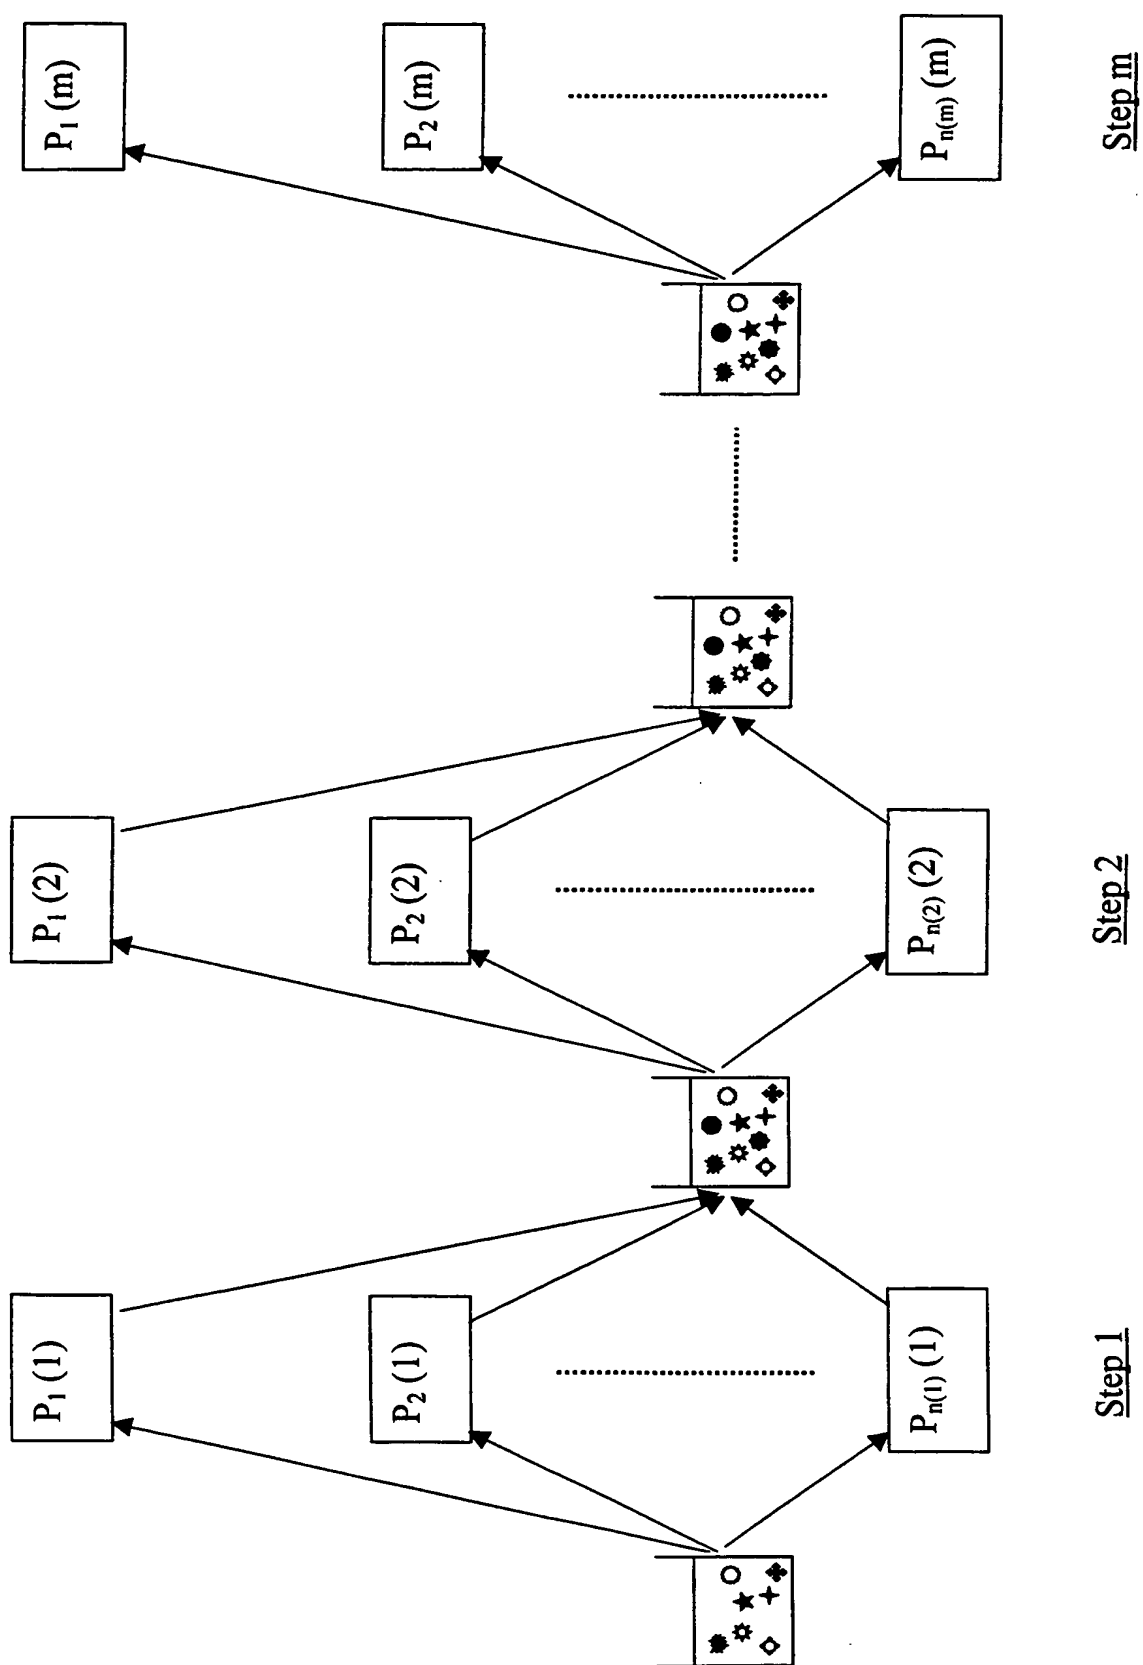 P₁ (1)
P₂ (1)
Pₙ₍₁₎ (1)
Step 1
P₁ (2)
P₂ (2)
Pₙ₍₂₎ (2)
Step 2
P₁ (m)
P₂ (m)
Pₙ₍ₘ₎ (m)
Step m